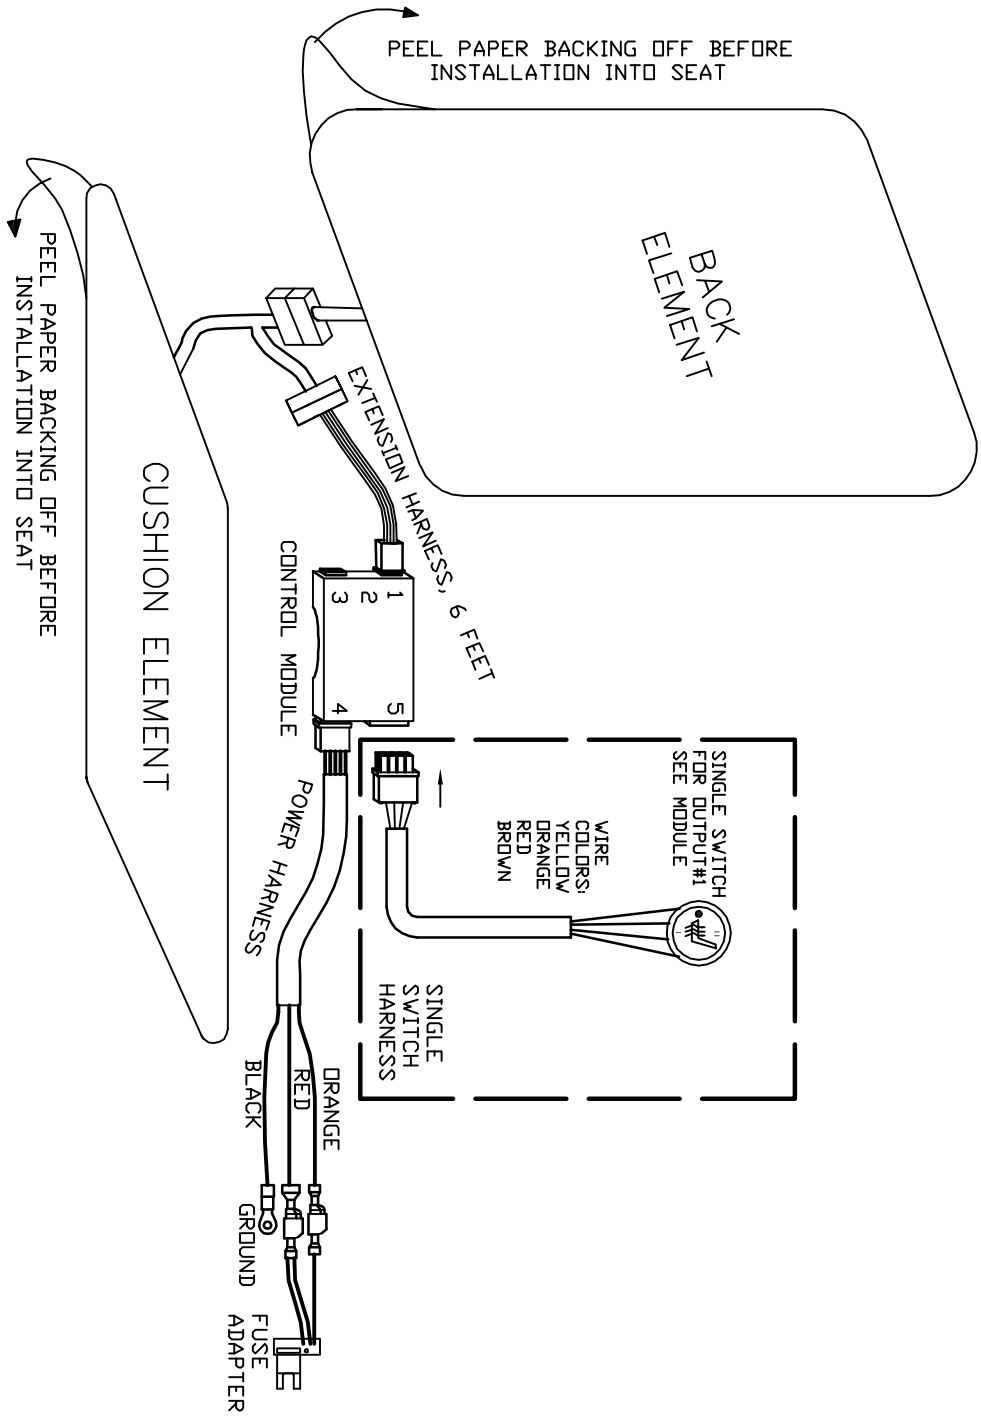 PEEL PAPER BACKING OFF BEFORE
INSTALLATION INTO SEAT
BACK
ELEMENT
PEEL PAPER BACKING OFF BEFORE
INSTALLATION INTO SEAT
CUSHION ELEMENT
EXTENSION HARNESS, 6 FEET
CONTROL MODULE
1
2
3
4
5
POWER HARNESS
SINGLE SWITCH
FOR OUTPUT#1
SEE MODULE
WIRE
COLORS:
YELLOW
ORANGE
RED
BROWN
SINGLE
SWITCH
HARNESS
ORANGE
RED
BLACK
GROUND
FUSE
ADAPTER